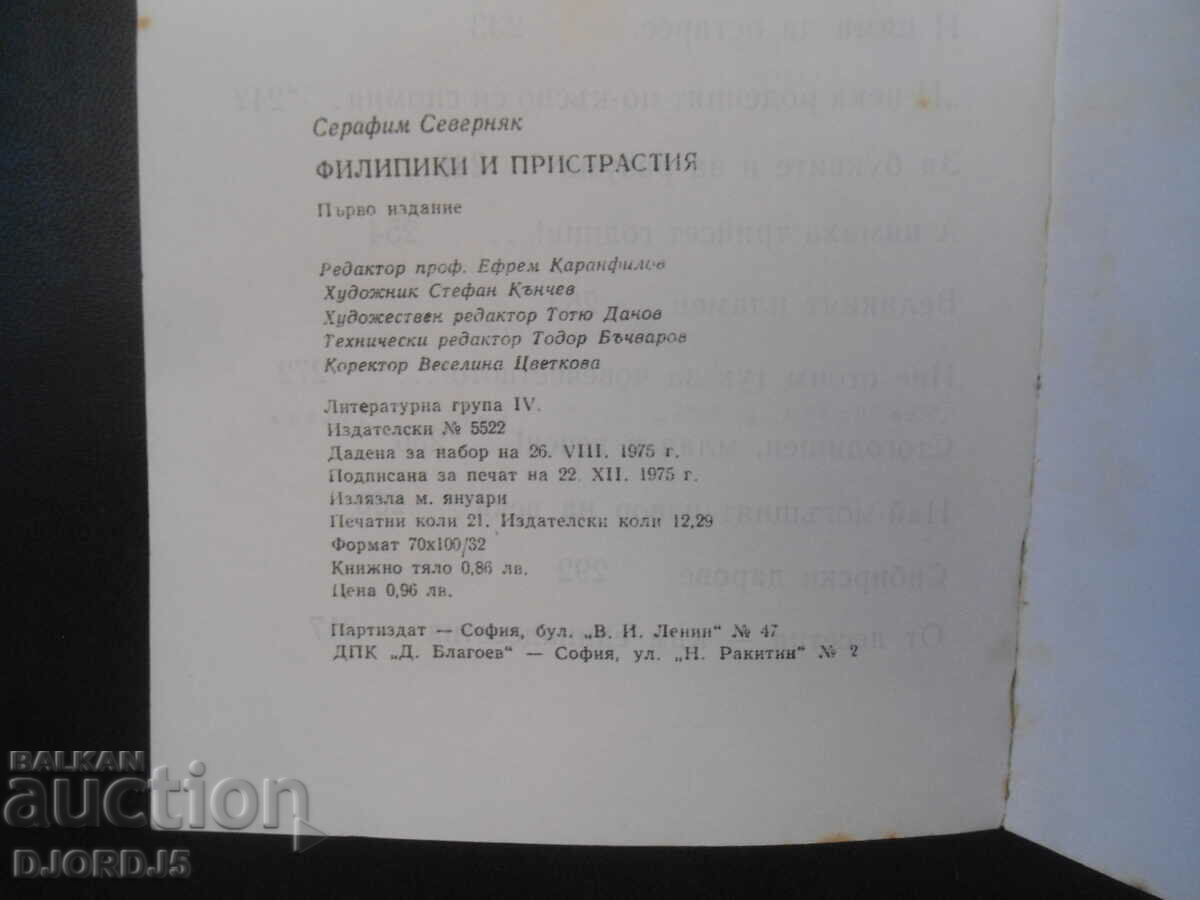 Серафим Северняк
ФИЛИПИКИ И ПРИСТРАСТИЯ
Първо издание
Редактор проф. Ефрем Каранфилов
Художник Стефан Кънчев
Художествен редактор Тотю Данов
Технически редактор Тодор Бъчваров
Коректор Веселина Цветкова
Литературна група IV.
Издателски № 5522
Дадена за набор на 26. VIII. 1975 г.
Подписана за печат на 22. XII. 1975 г.
Излязла м. януари
Печатни коли 21. Издателски коли 12,29
Формат 70x100/32
Книжно тяло 0,86 лв.
Цена 0,96 лв.
Партиздат — София, бул. „В. И. Ленин“ № 47
ДПК „Д. Благоев“ — София, ул. „Н. Ракитин“ № 2
BALKAN
auction
DJORDJ5